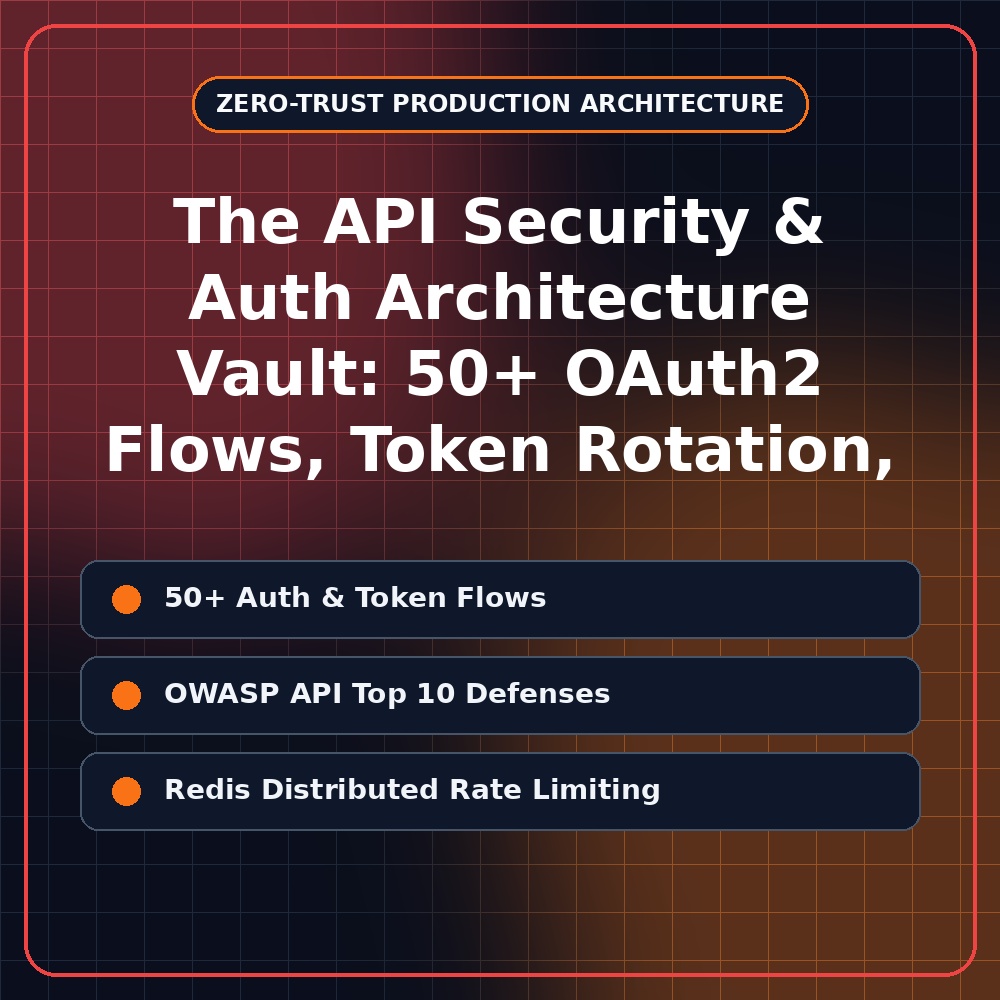 ZERO-TRUST PRODUCTION ARCHITECTURE
The API Security &
Auth Architecture
Vault: 50+ OAuth2
Flows, Token Rotation,
50+ Auth & Token Flows
OWASP API Top 10 Defenses
Redis Distributed Rate Limiting